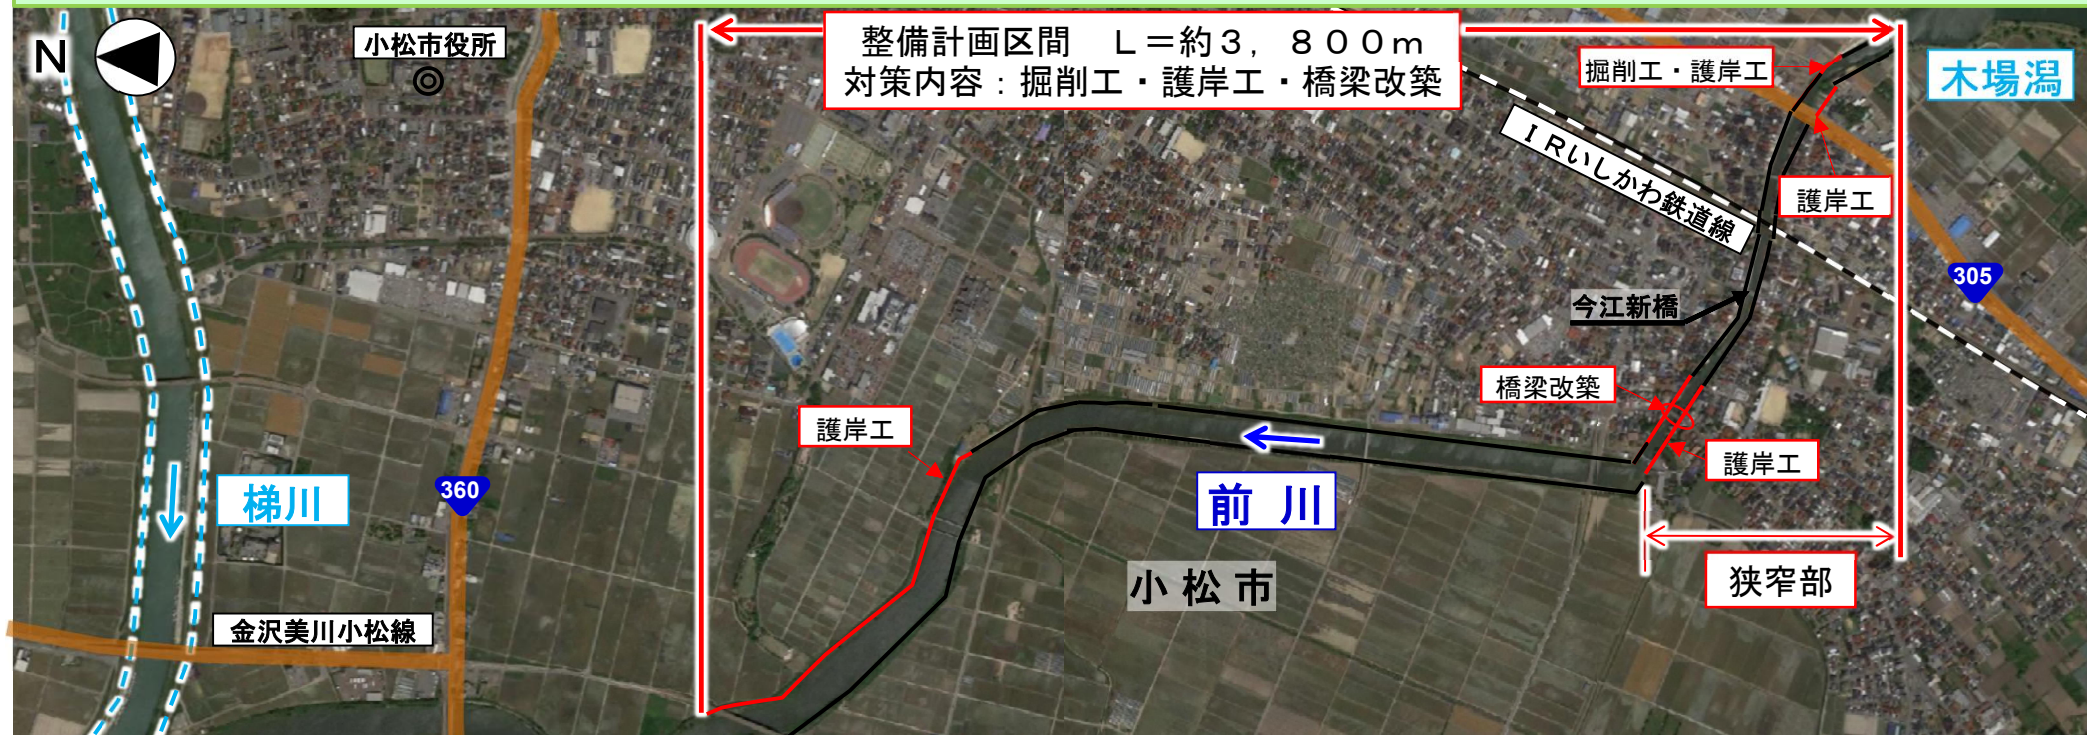 N
小松市役所
整備計画区間　Ｌ＝約３，８００ｍ
対策内容：掘削工・護岸工・橋梁改築
掘削工・護岸工
木場潟
ＩＲいしかわ鉄道線
護岸工
305
今江新橋
橋梁改築
護岸工
護岸工
360
梯川
前 川
狭窄部
小 松 市
金沢美川小松線